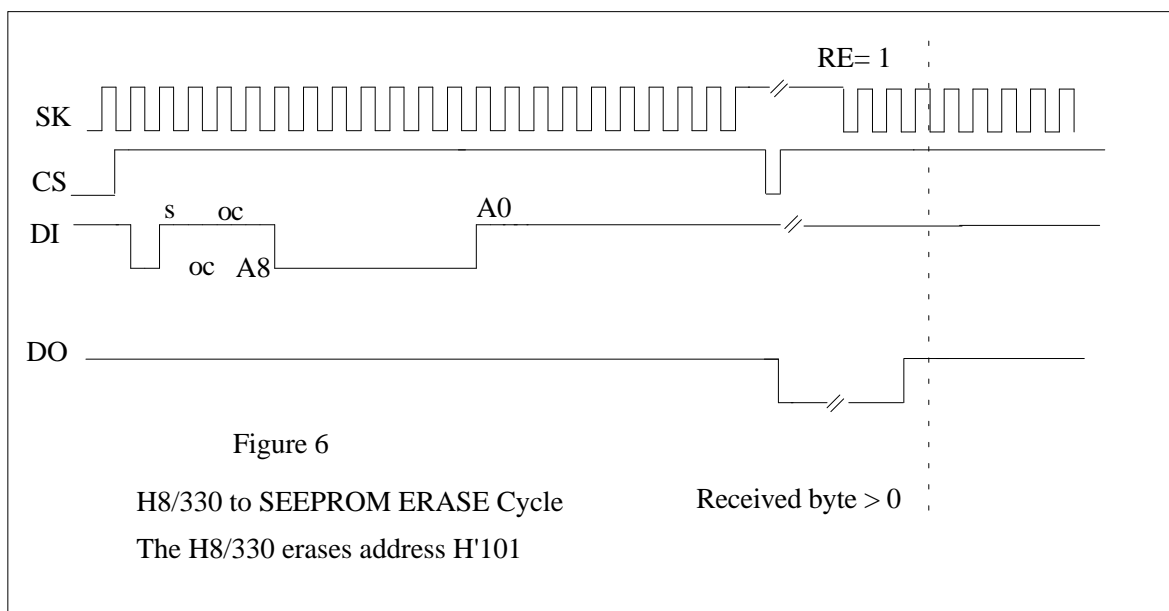 RE= 1
SK
CS
s oc A0
DI
oc A8
DO
Figure 6
H8/330 to SEEPROM ERASE Cycle
Received byte > 0
The H8/330 erases address H'101